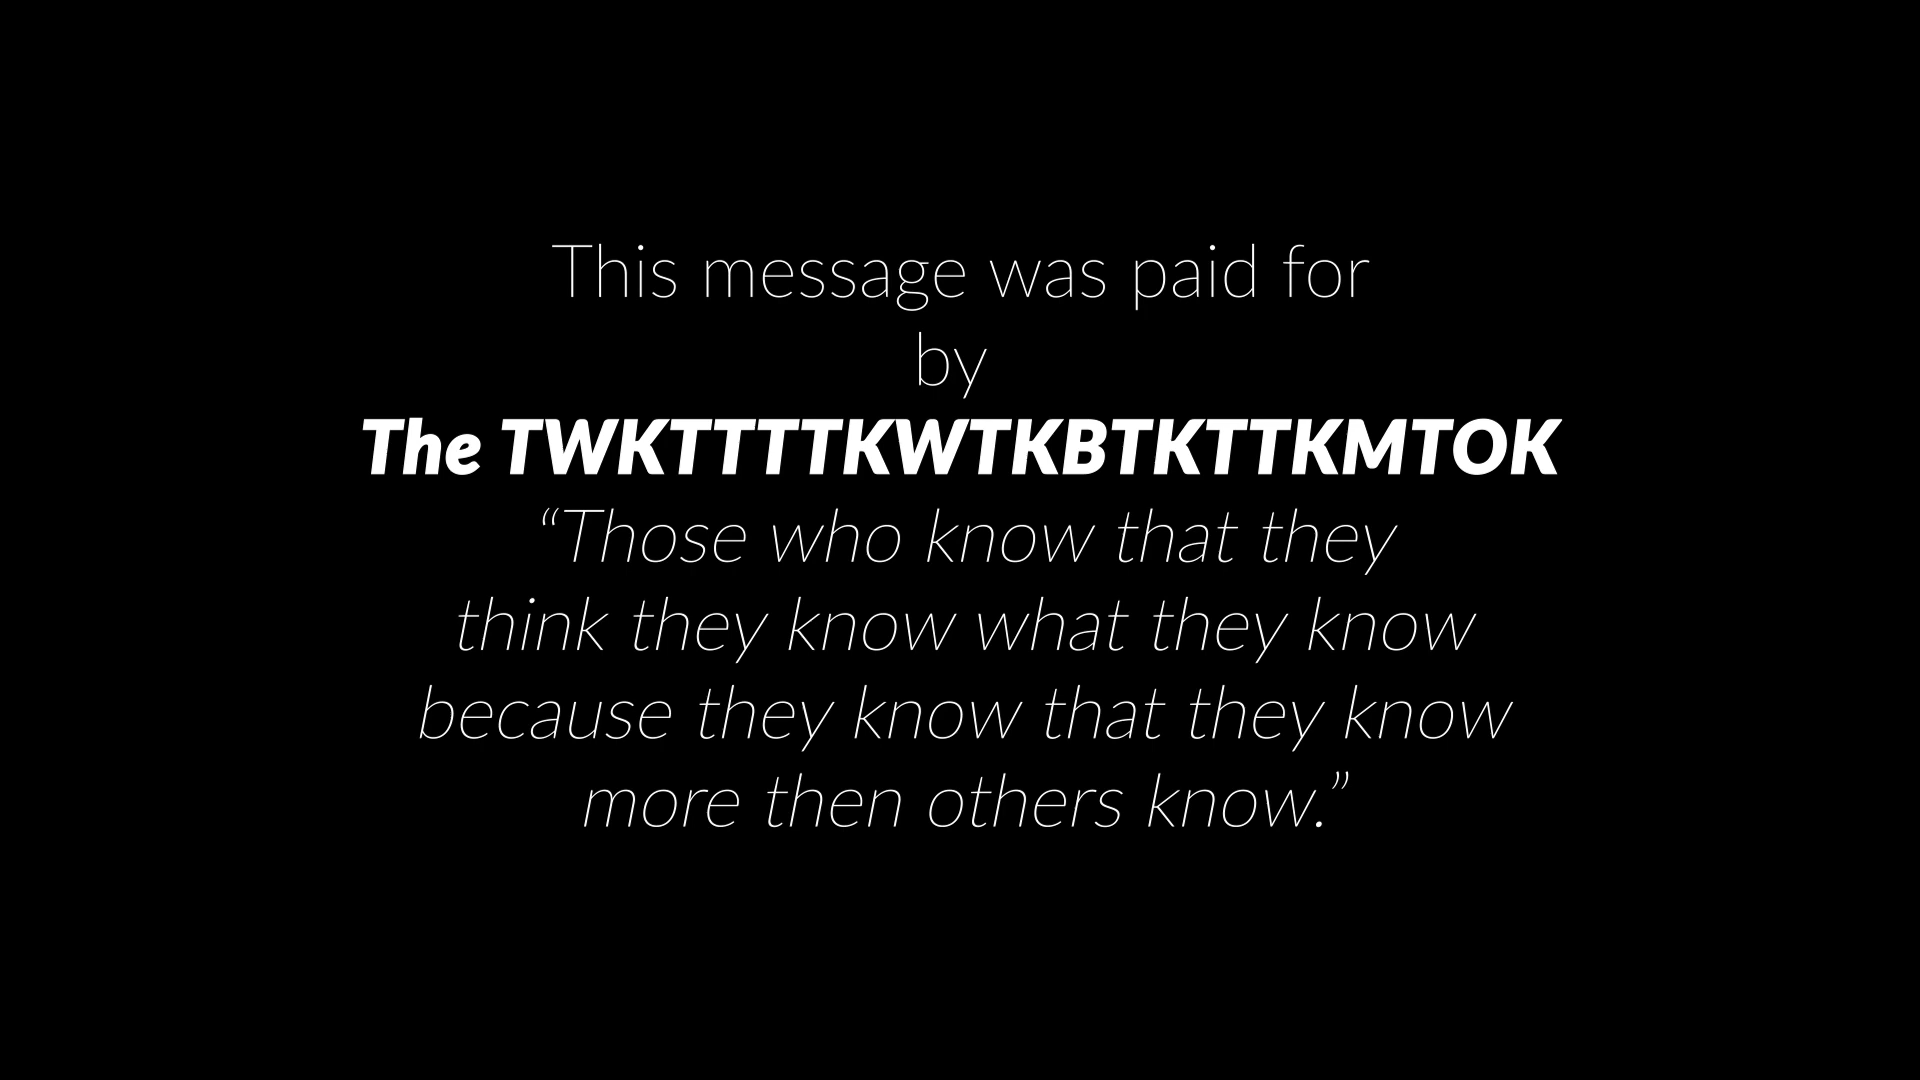 This message was paid for
by
The TWKTTTTKWTKBTKTTKMTOK
“Those who know that they
think they know what they know
because they know that they know
more then others know.”